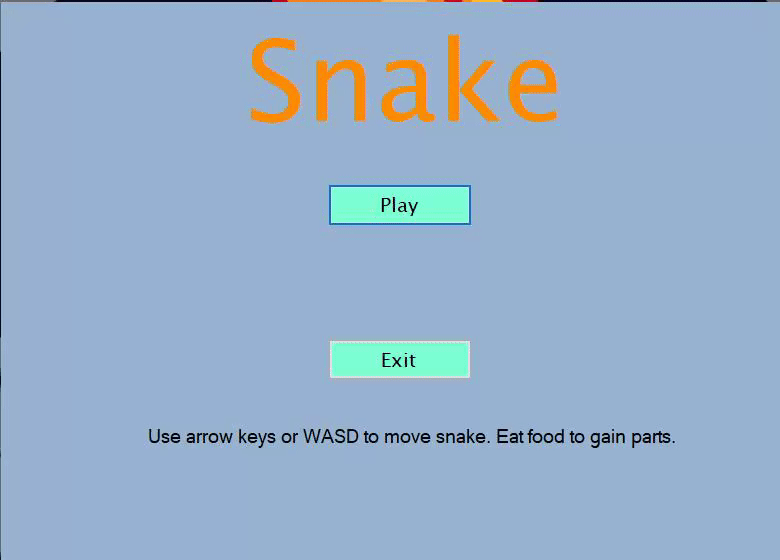 Snake
Play
Exit
Use arrow keys or WASD to move snake. Eat food to gain parts.